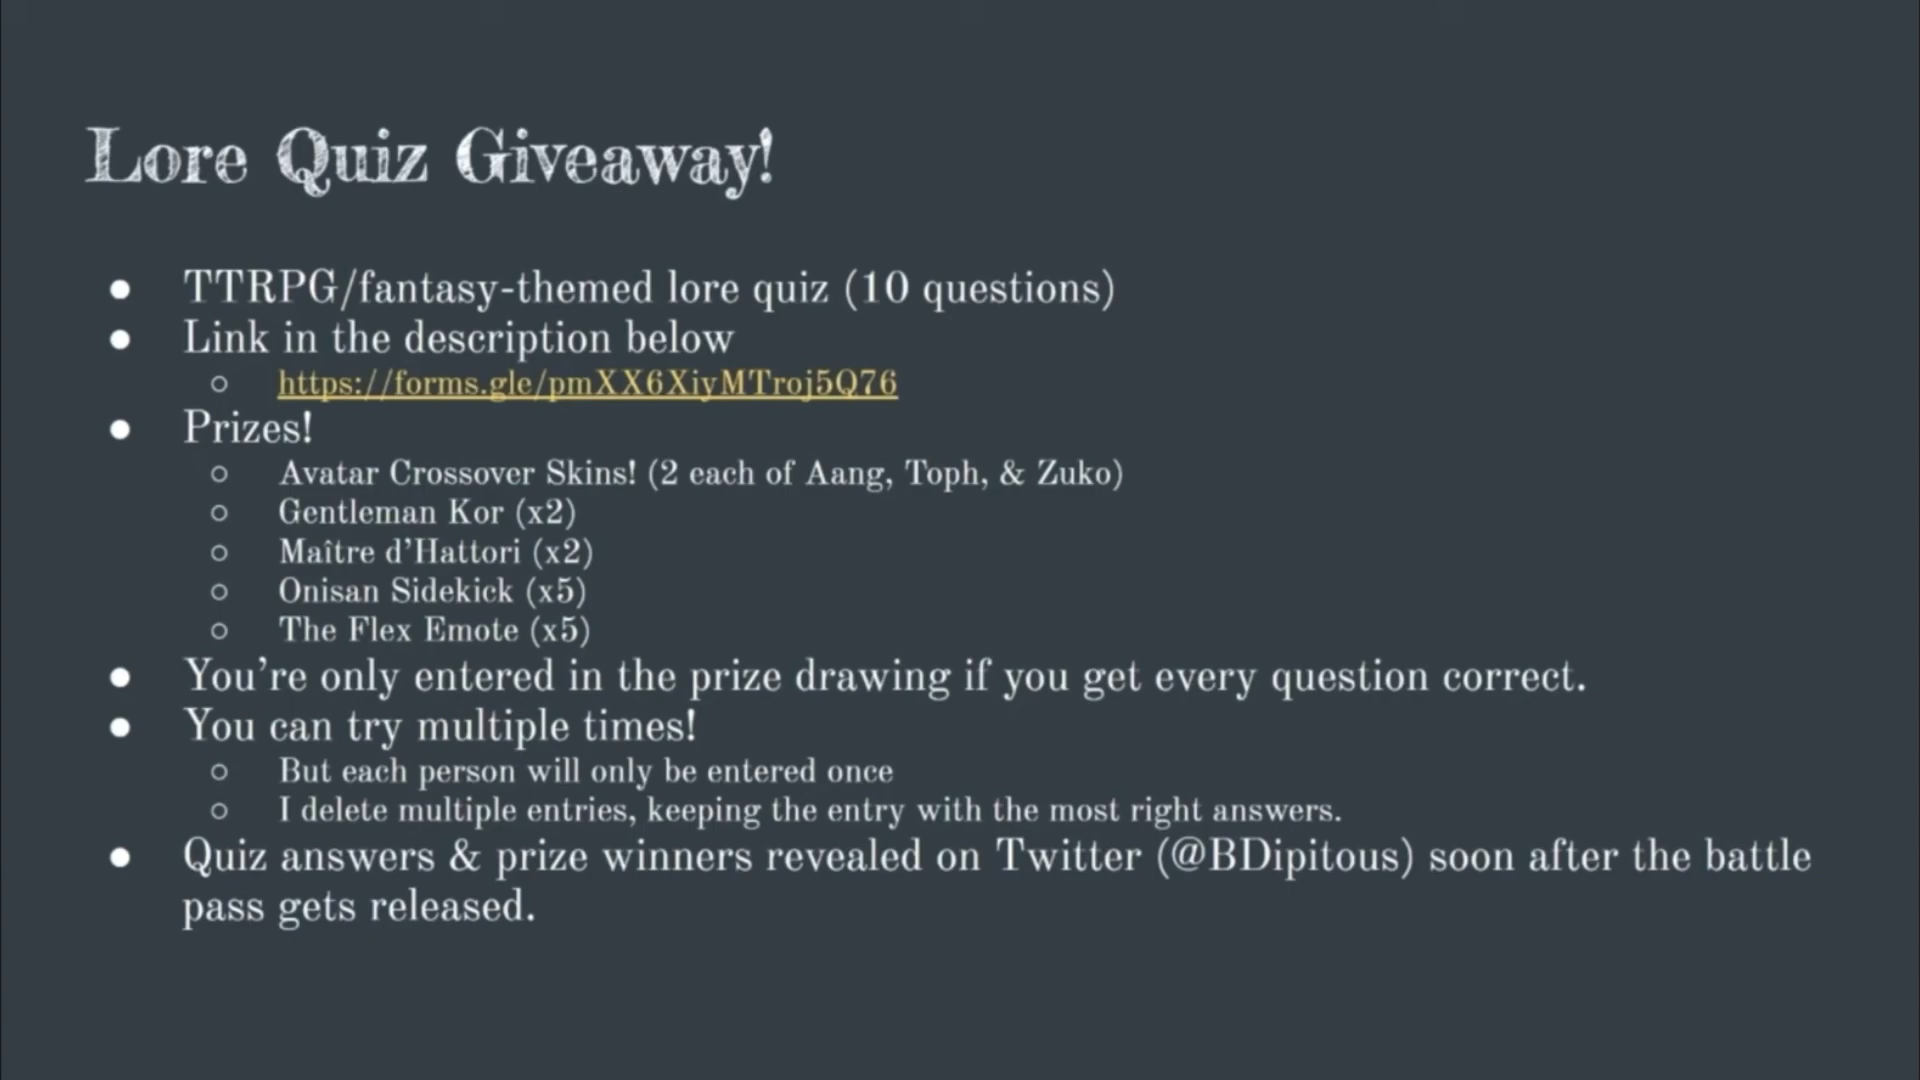 Lore Quiz Giveaway!
● TTRPG/fantasy-themed lore quiz (10 questions)
● Link in the description below
○ https://forms.gle/pmXX6XiyMTroj5Q76
● Prizes!
○ Avatar Crossover Skins! (2 each of Aang, Toph, & Zuko)
○ Gentleman Kor (x2)
○ Maître d’Hattori (x2)
○ Onisan Sidekick (x5)
○ The Flex Emote (x5)
● You’re only entered in the prize drawing if you get every question correct.
● You can try multiple times!
○ But each person will only be entered once
○ I delete multiple entries, keeping the entry with the most right answers.
● Quiz answers & prize winners revealed on Twitter (@BDipitous) soon after the battle
pass gets released.